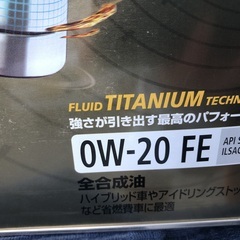 FLUID TITANIUM TECHN
強さが引き出す最高のパフォー
0W-20 FE
API S
ILSAC
全合成油
ハイブリッド車やアイドリングストッ
など省燃費車に最適